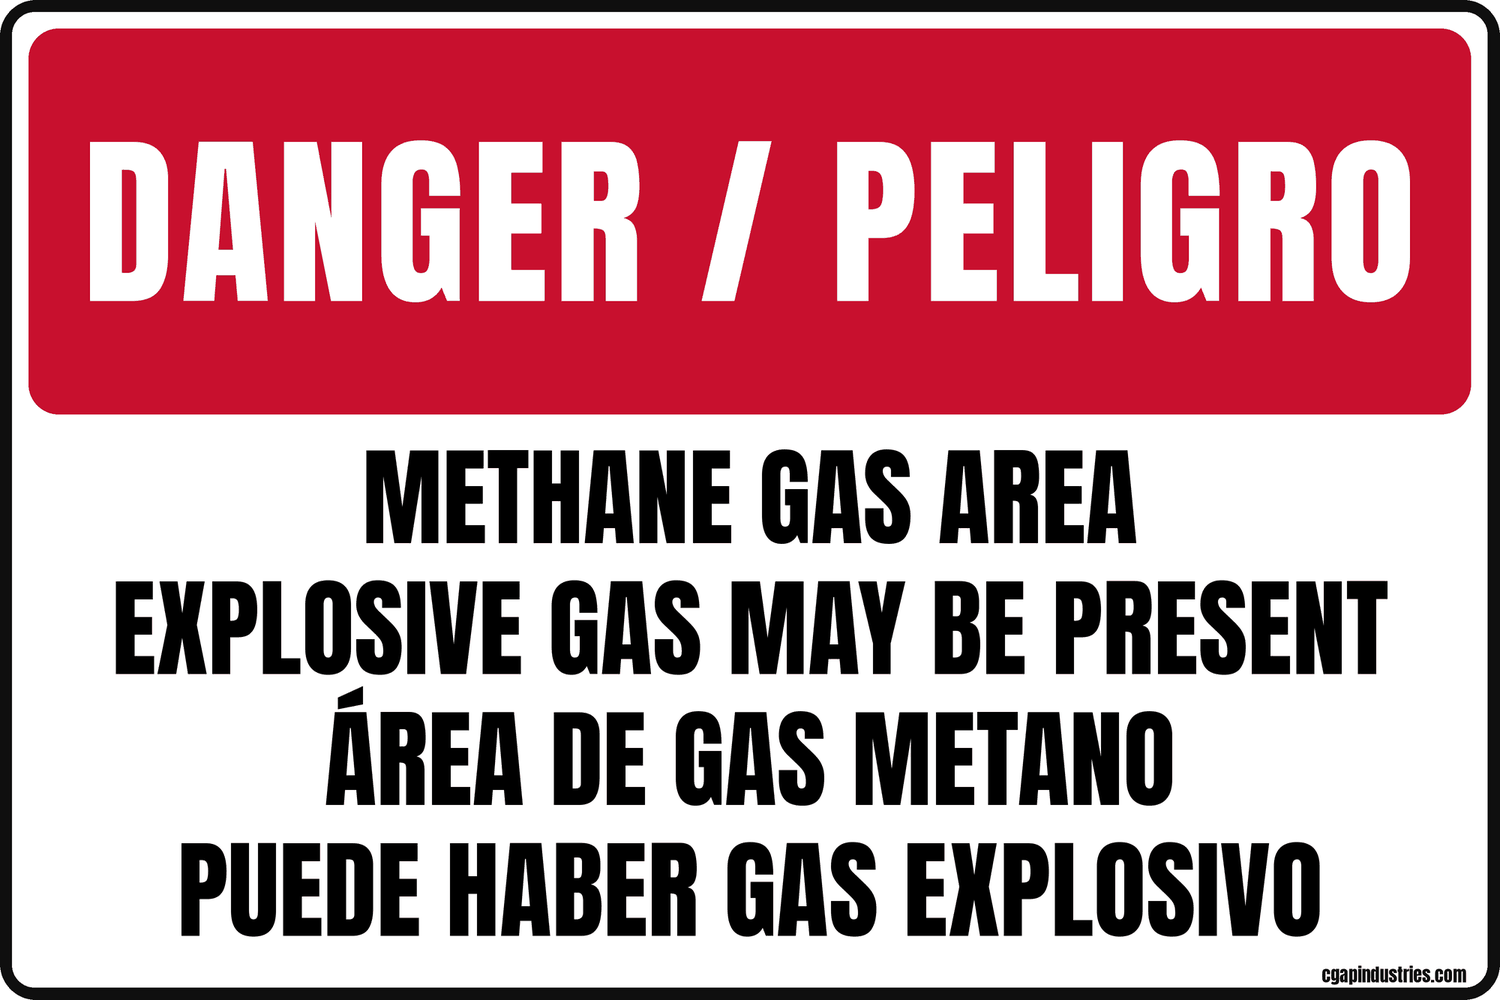 DANGER / PELIGRO
METHANE GAS AREA
EXPLOSIVE GAS MAY BE PRESENT
ÁREA DE GAS METANO
PUEDE HABER GAS EXPLOSIVO
cgapindustries.com